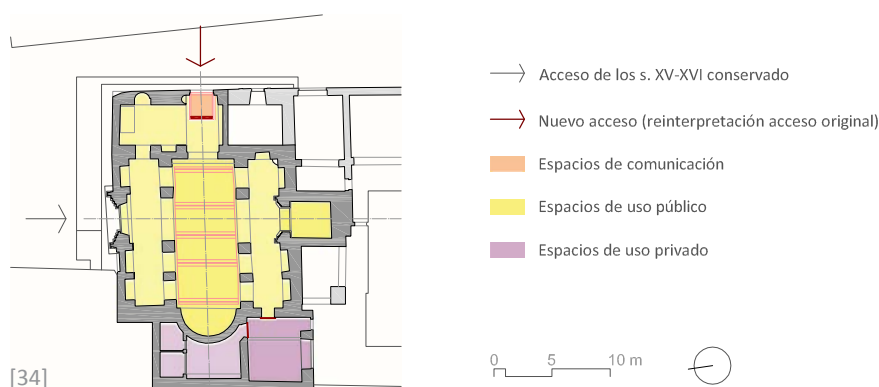 Acceso de los s. XV-XVI conservado
Nuevo acceso (reinterpretación acceso original)
Espacios de comunicación
Espacios de uso público
Espacios de uso privado
0 5 10 m
[34]